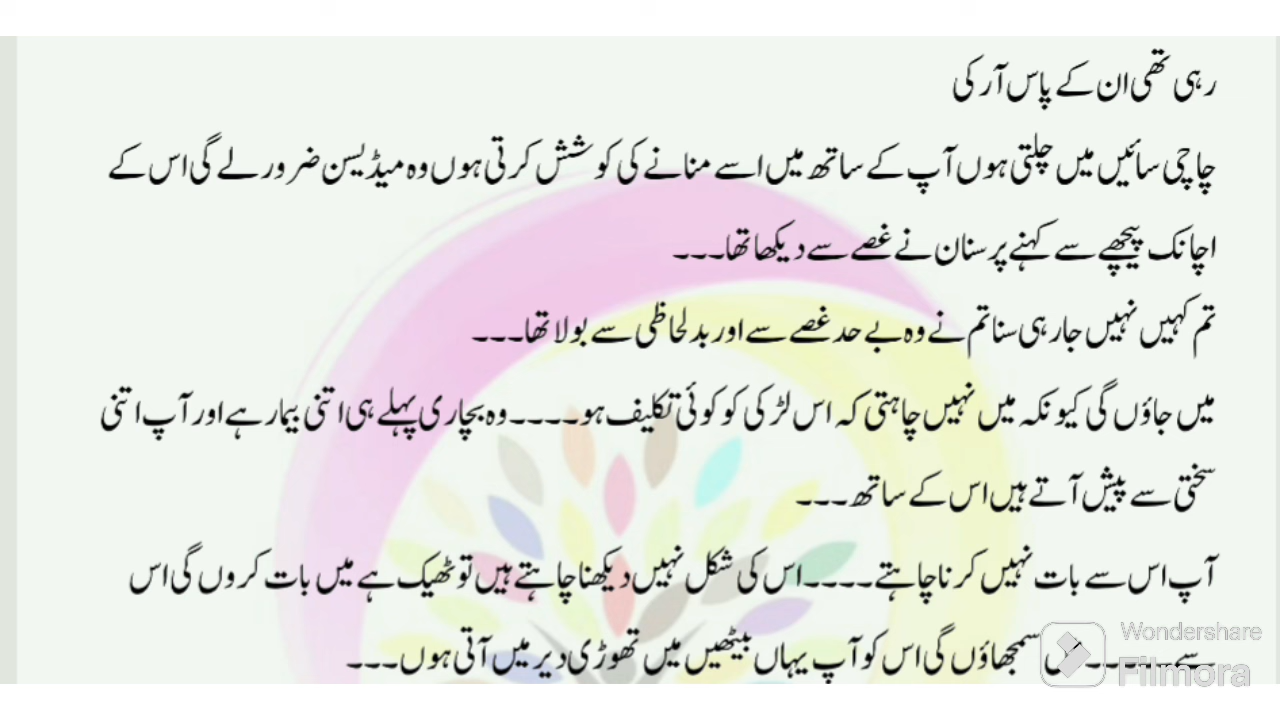 رہی تھی ان کے پاس آر کی
چاچی سائیں میں چلتی ہوں آپ کے ساتھ میں اسے منانے کی کوشش کرتی ہوں وہ میڈیسن ضرور لے گی اس کے
اچانک پیچھے سے کہنے پر سنان نے غصے سے دیکھا تھا۔۔۔
تم کہیں نہیں جارہی سنا تم نے وہ بے حد غصے سے اور بد لحاظی سے بولا تھا۔۔۔
میں جاؤں گی کیونکہ میں نہیں چاہتی کہ اس لڑکی کو کوئی تکلیف ہو۔۔۔۔ وہ بچاری پہلے ہی اتنی بیمار ہے اور آپ اتنی
سختی سے پیش آتے ہیں اس کے ساتھ۔۔۔
آپ اس سے بات نہیں کرنا چاہتے۔۔۔۔ اس کی شکل نہیں دیکھنا چاہتے ہیں تو ٹھیک ہے میں بات کروں گی اس
سے سمجھاؤں گی اس کو آپ یہاں بیٹھیں میں تھوڑی دیر میں آتی ہوں۔۔۔
Wondershare
Filmora